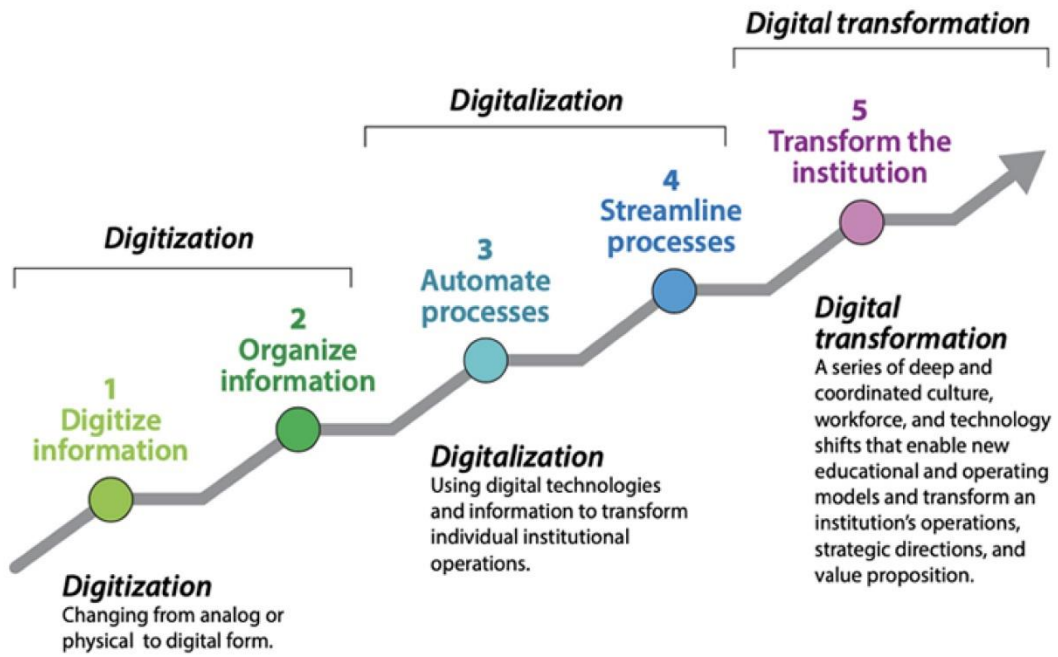 Digital transformation
Digitalization
5
Transform the
institution
4
Streamline
processes
Digitization
3
Automate
processes
2
Organize
information
1
Digitize
information
Digital
transformation
A series of deep and
coordinated culture,
workforce, and technology
shifts that enable new
educational and operating
models and transform an
institution’s operations,
strategic directions, and
value proposition.
Digitalization
Using digital technologies
and information to transform
individual institutional
operations.
Digitization
Changing from analog or
physical to digital form.